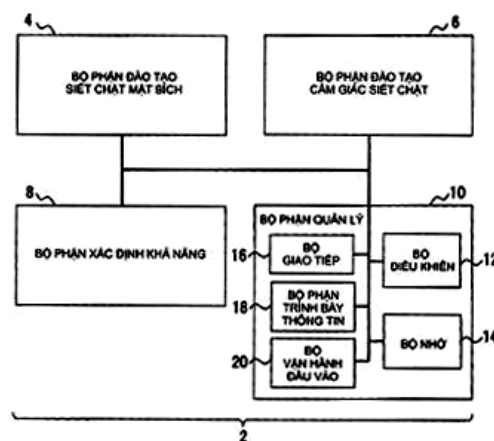 4
BỘ PHẬN ĐÀO TẠO
SIẾT CHẶT MẶT BÍCH
6
BỘ PHẬN ĐÀO TẠO
CẢM GIÁC SIẾT CHẶT
8
BỘ PHẬN XÁC ĐỊNH KHẢ NĂNG
10
BỘ PHẬN QUẢN LÝ
16
BỘ
GIAO TIẾP
12
BỘ
ĐIỀU KHIỂN
18
BỘ PHẬN
TRÌNH BÀY
THÔNG TIN
14
BỘ NHỚ
20
BỘ
VẬN HÀNH
ĐẦU VÀO
2